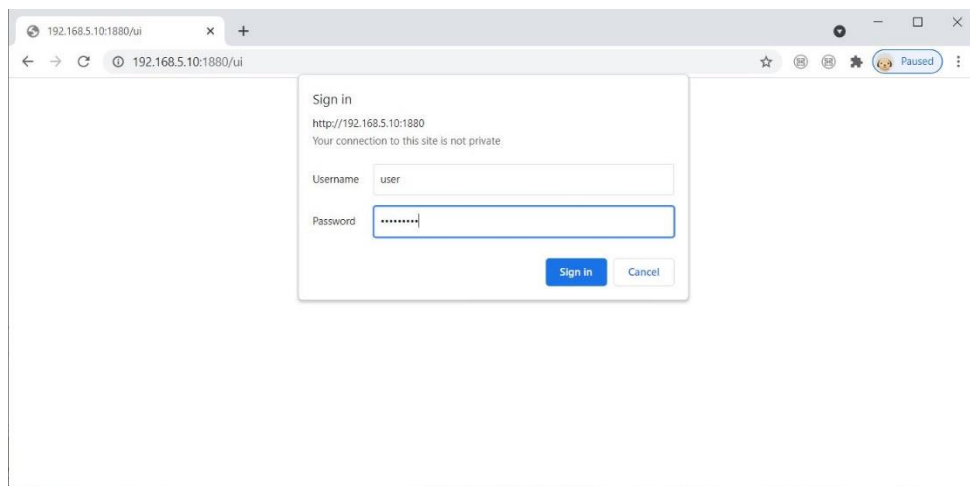 192.168.5.10:1880/ui
192.168.5.10:1880/ui
Paused
Sign in
http://192.168.5.10:1880
Your connection to this site is not private
Username
user
Password
•••••••••
Sign in
Cancel